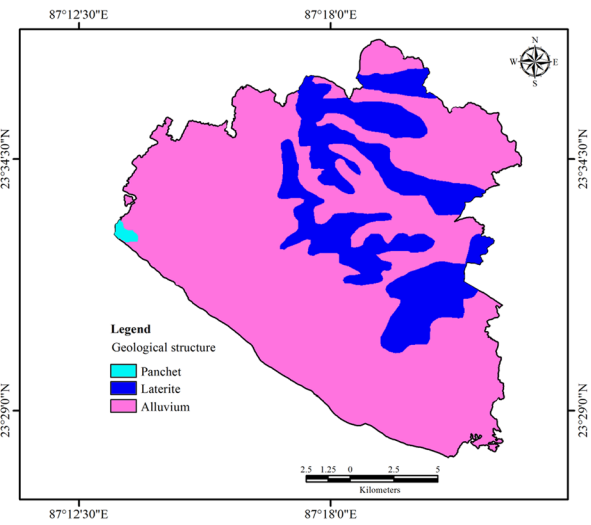 87°12'30"E 87°18'0"E
N
W E
S
23°34'30"N 23°34'30"N
Legend
Geological structure
Panchet
Laterite
Alluvium
23°29'0"N 23°29'0"N
2.5 1.25 0 2.5 5
Kilometers
87°12'30"E 87°18'0"E